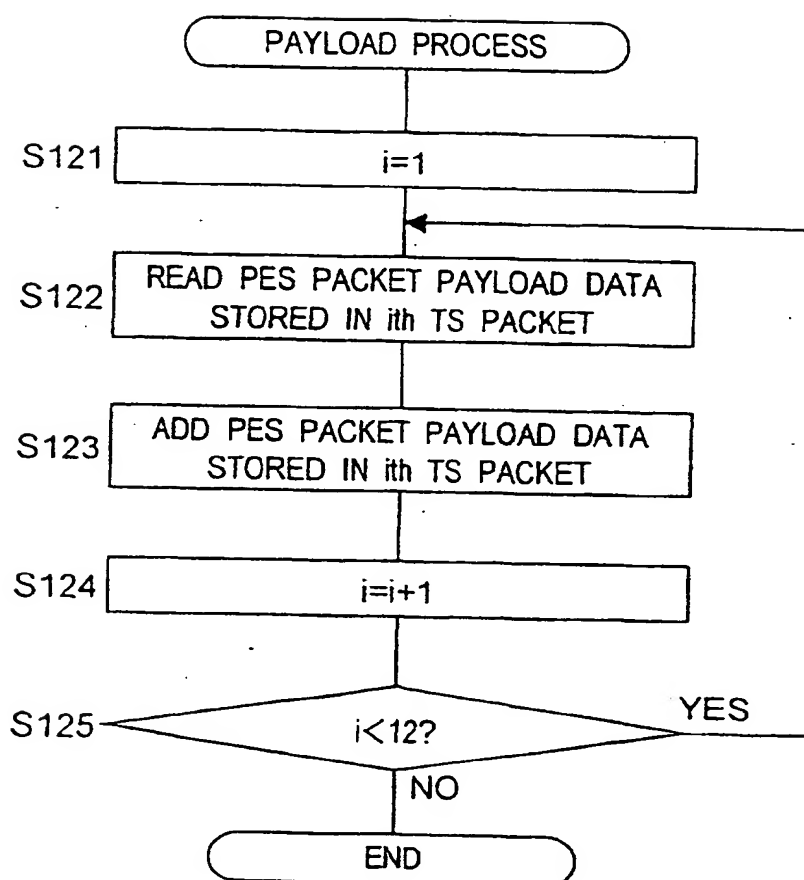 PAYLOAD PROCESS
S121
i=1
S122
READ PES PACKET PAYLOAD DATA
STORED IN ith TS PACKET
S123
ADD PES PACKET PAYLOAD DATA
STORED IN ith TS PACKET
S124
i=i+1
S125
i<12?
YES
NO
END